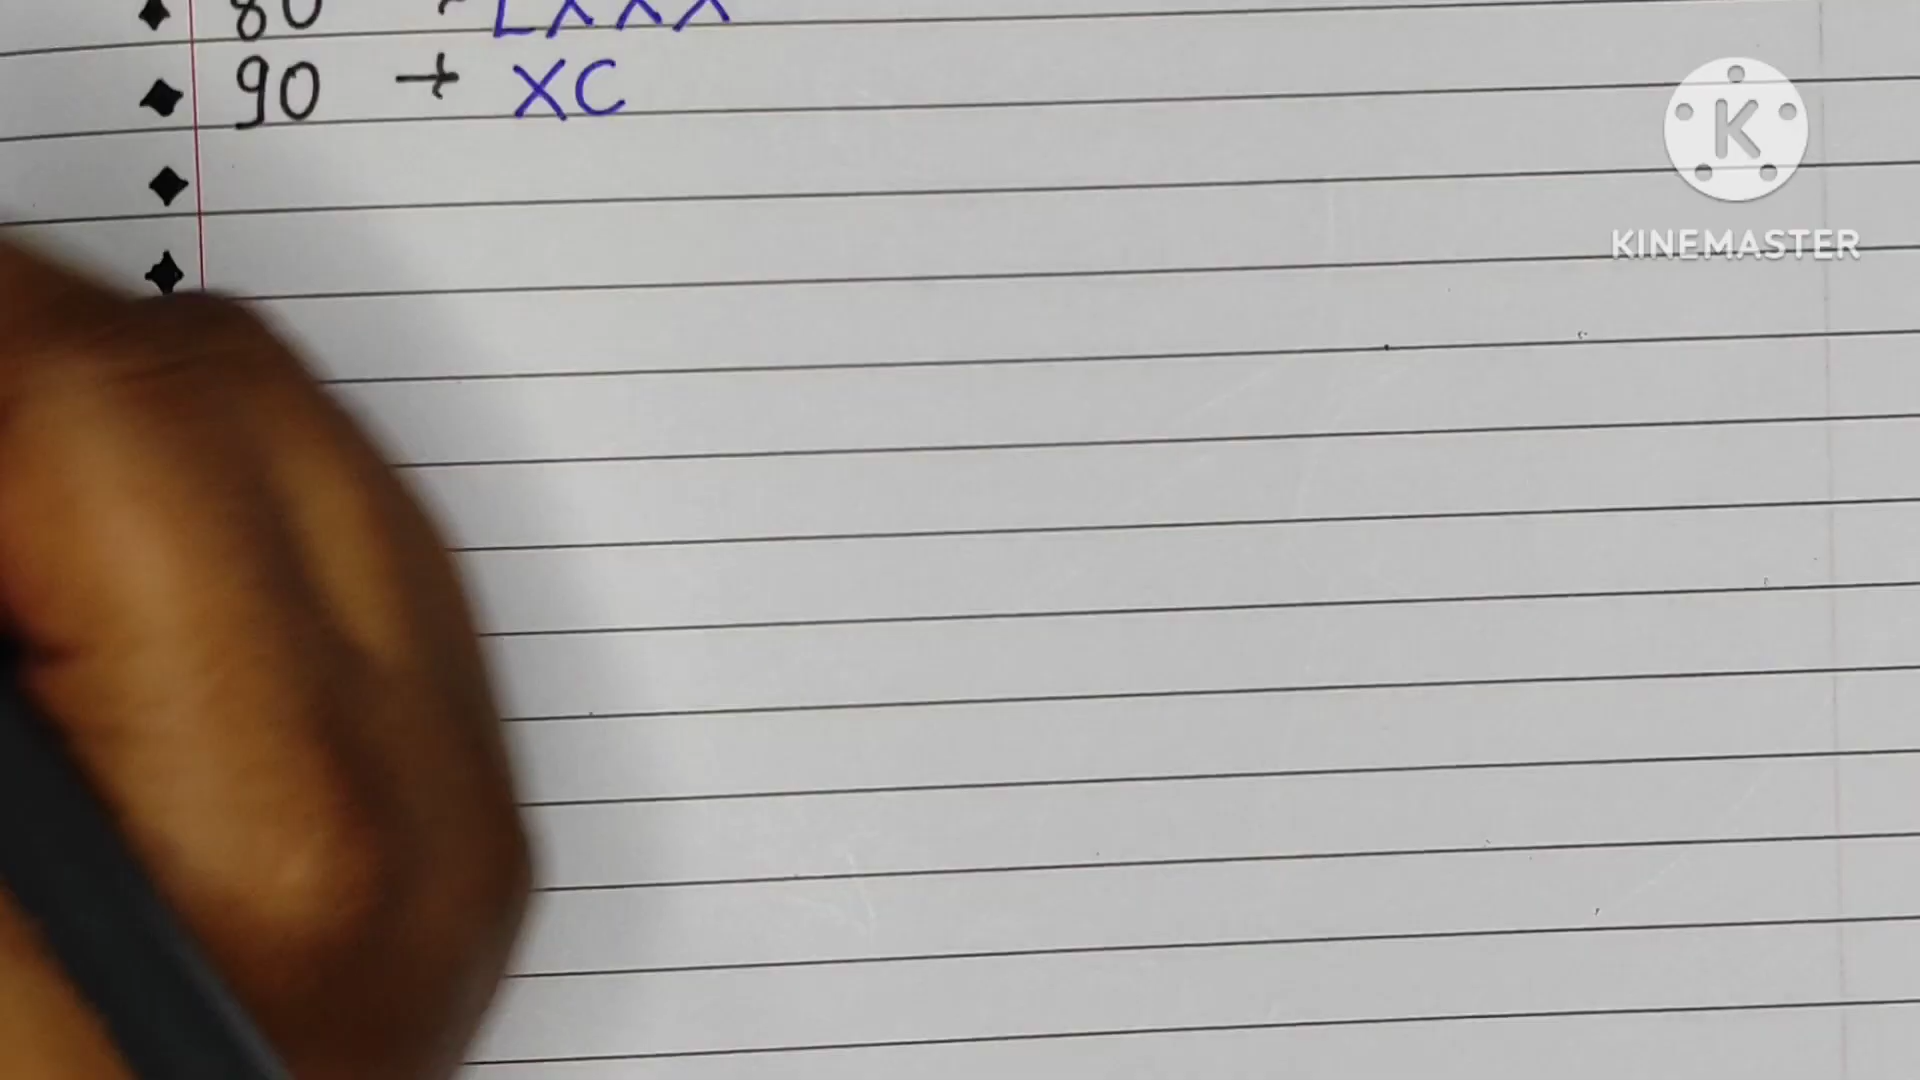 ◆ 80 → LXXX
◆ 90 → XC
◆
◆
K
KINEMASTER